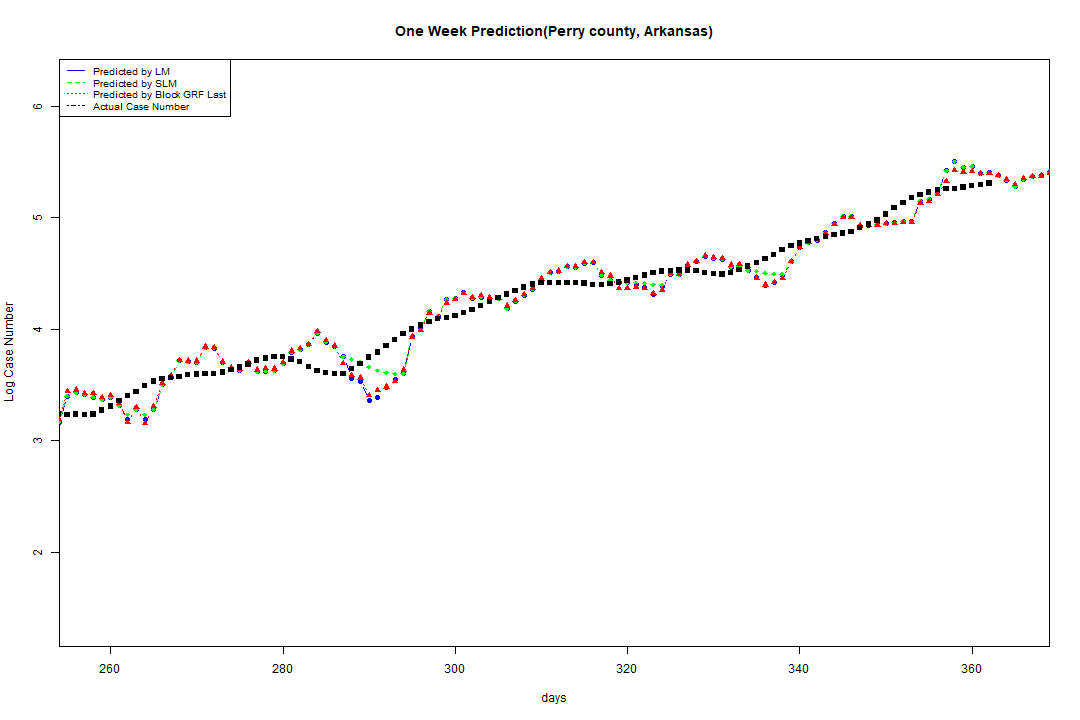 One Week Prediction(Perry county, Arkansas)
Predicted by LM
Predicted by SLM
Predicted by Block GRF Last
Actual Case Number
6
5
4
3
2
Log Case Number
260 280 300 320 340 360
days